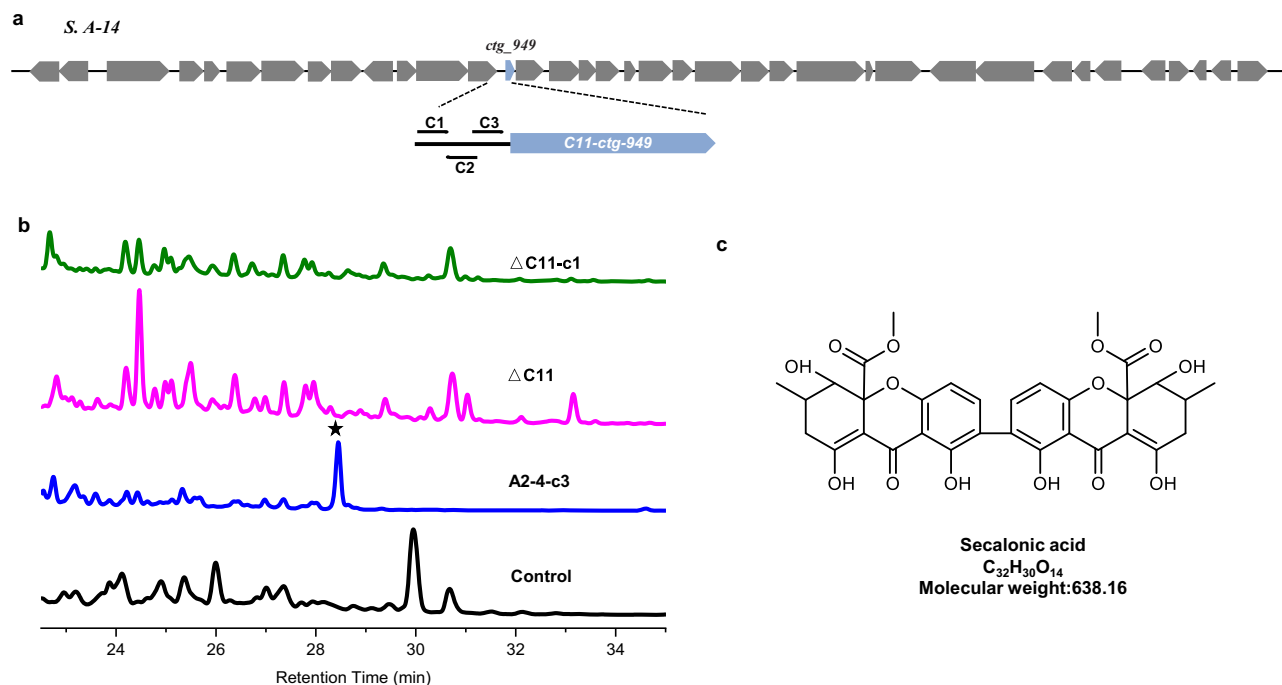 a
S. A-14
ctg_949
C1
C3
C11-ctg-949
C2
b
△C11-c1
△C11
★
A2-4-c3
Control
24 26 28 30 32 34
Retention Time (min)
c
O
O
O
O
OH
O
O
OH
OH
O
OH
OH
O
OH
Secalonic acid
C₃₂H₃₀O₁₄
Molecular weight:638.16